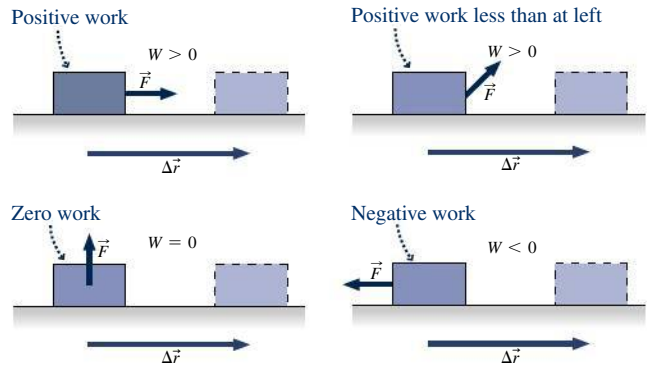 Positive work
W > 0
F⃗
Δr⃗
Positive work less than at left
W > 0
F⃗
Δr⃗
Zero work
W = 0
F⃗
Δr⃗
Negative work
W < 0
F⃗
Δr⃗